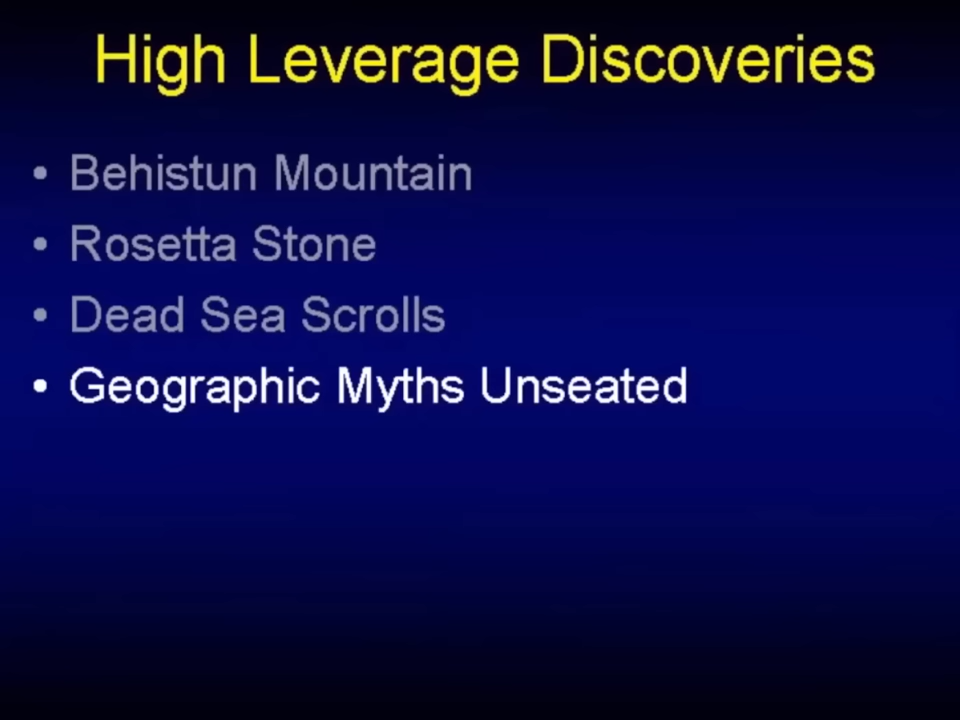 High Leverage Discoveries
• Behistun Mountain
• Rosetta Stone
• Dead Sea Scrolls
• Geographic Myths Unseated